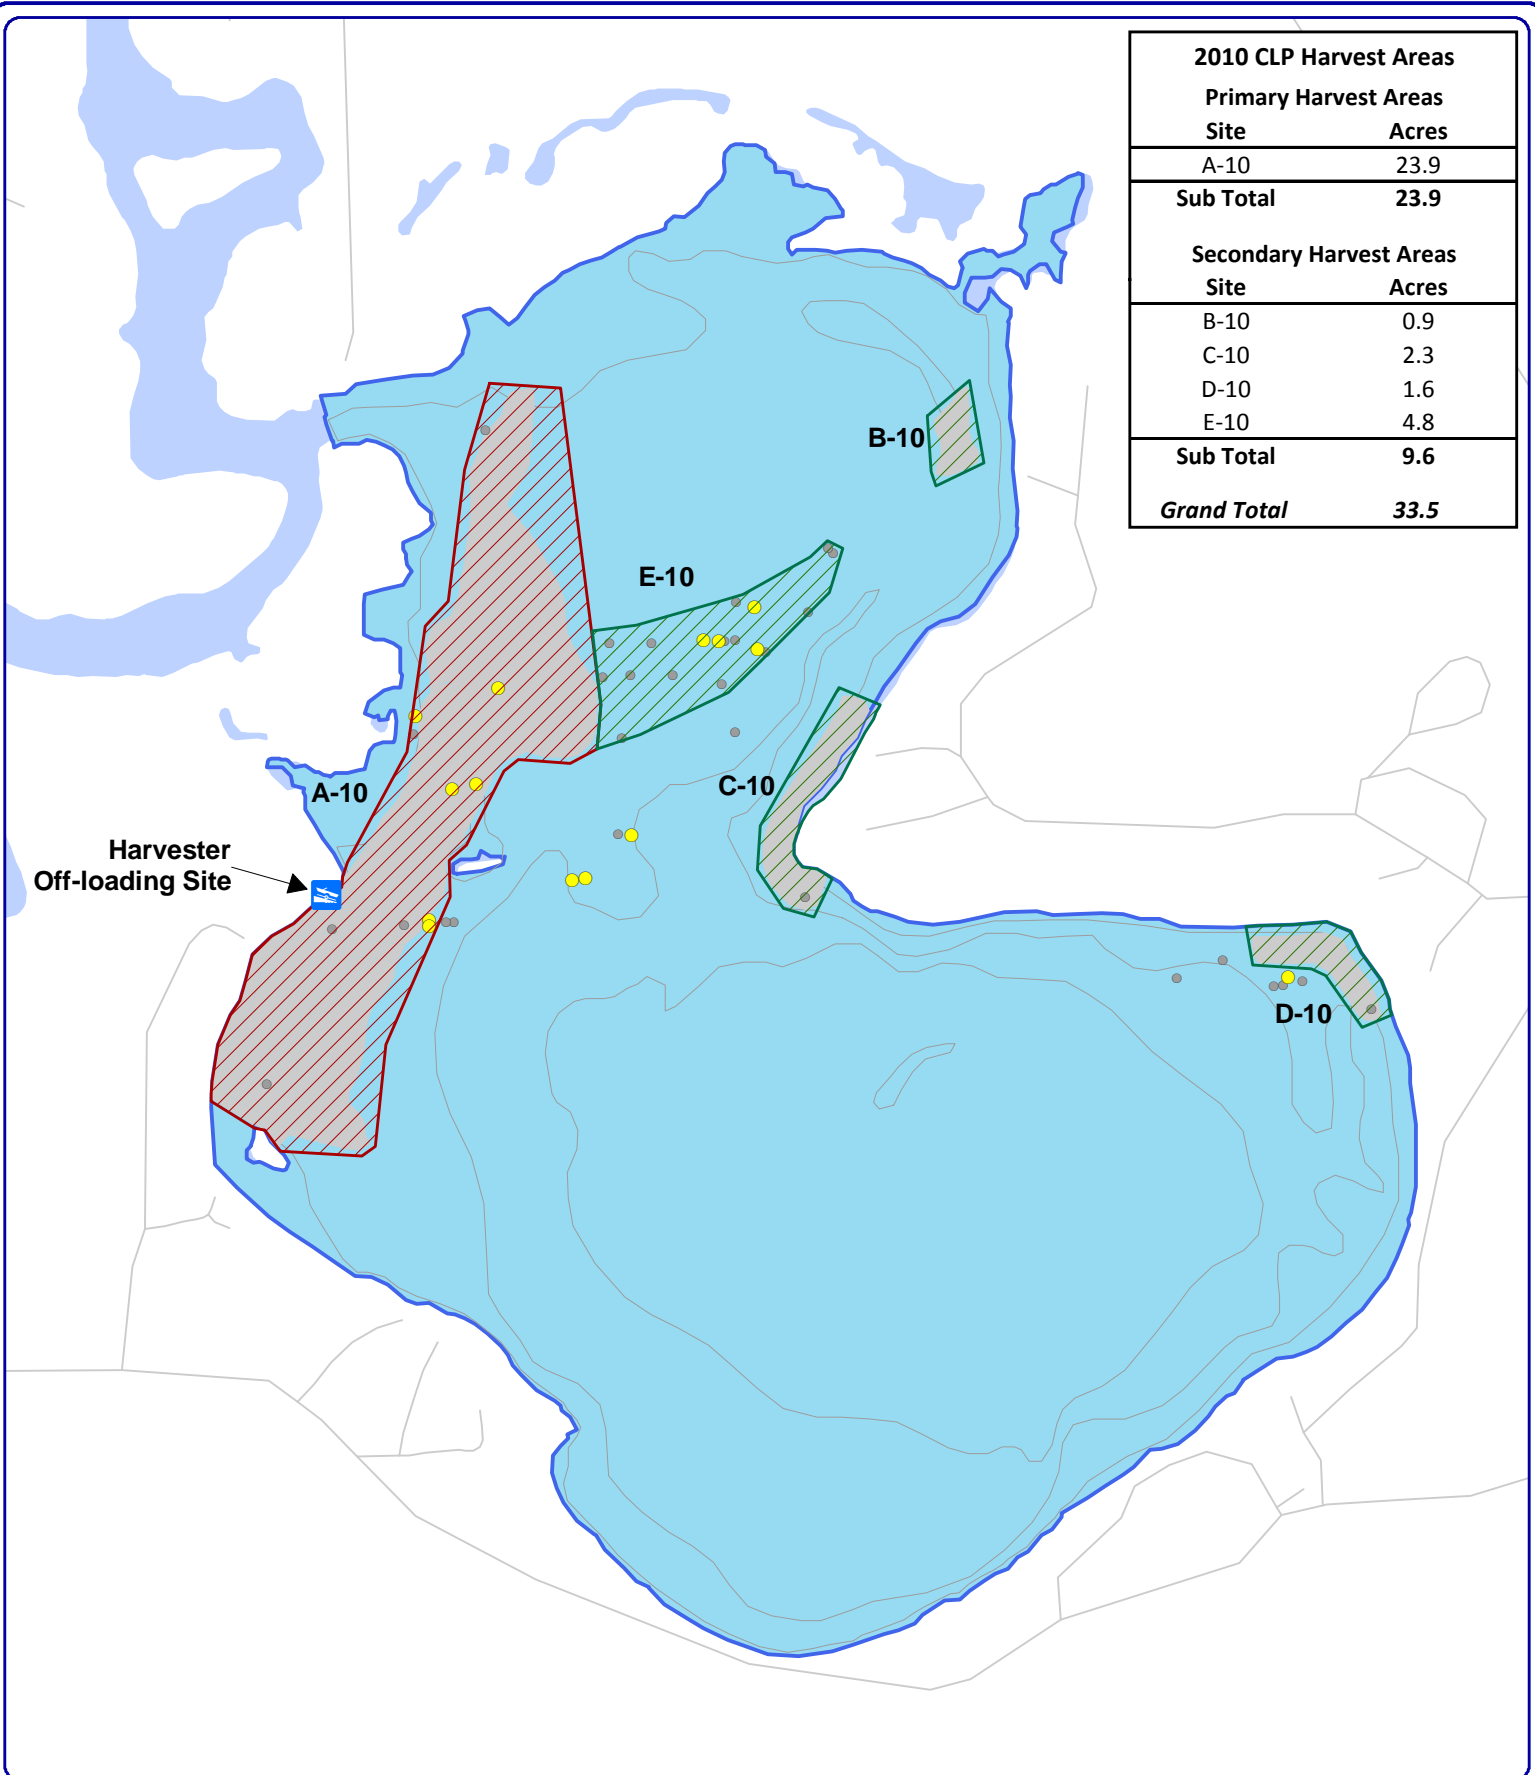 2010 CLP Harvest Areas
Primary Harvest Areas
Site Acres
A-10 23.9
Sub Total 23.9
Secondary Harvest Areas
Site Acres
B-10 0.9
C-10 2.3
D-10 1.6
E-10 4.8
Sub Total 9.6
Grand Total 33.5
B-10
E-10
C-10
A-10
Harvester
Off-loading Site
D-10